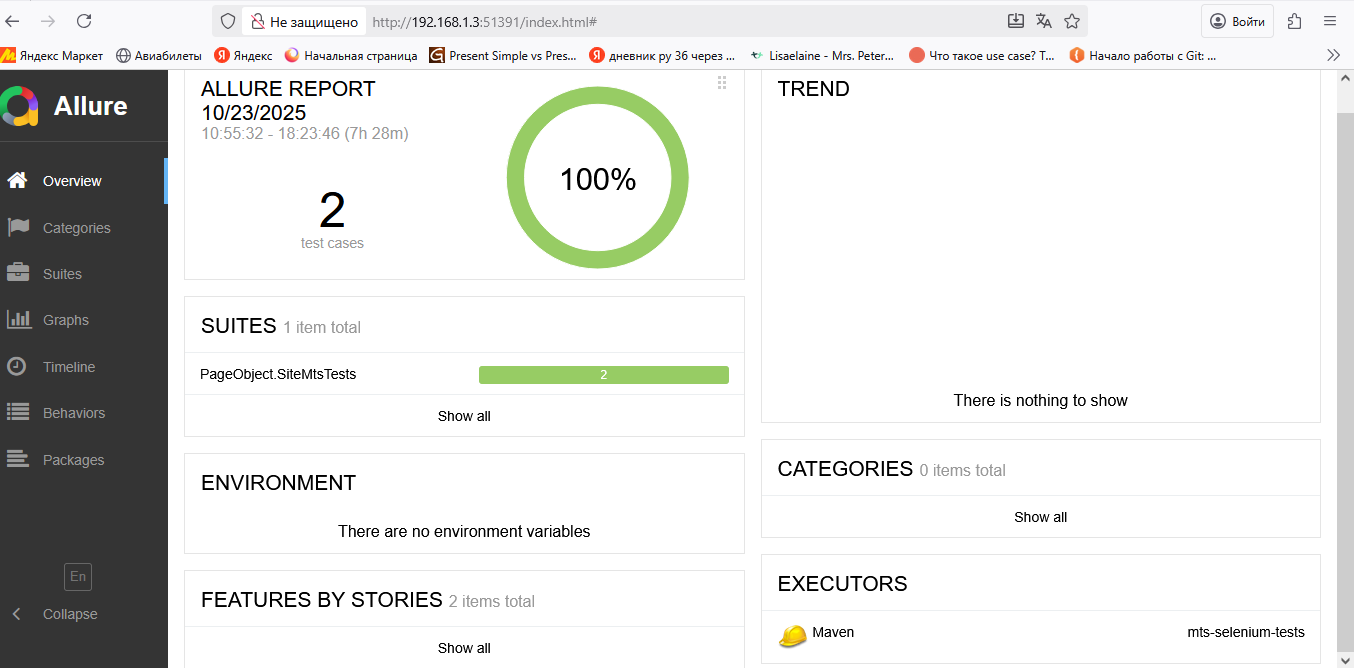 Не защищено
http://192.168.1.3:51391/index.html#
Войти
Яндекс Маркет
Авиабилеты
Яндекс
Начальная страница
Present Simple vs Pres...
дневник ру 36 через ...
Lisaelaine - Mrs. Peter...
Что такое use case? Т...
Начало работы с Git: ...
Allure
Overview
Categories
Suites
Graphs
Timeline
Behaviors
Packages
En
Collapse
ALLURE REPORT
10/23/2025
10:55:32 - 18:23:46 (7h 28m)
2
test cases
100%
SUITES 1 item total
PageObject.SiteMtsTests
2
Show all
ENVIRONMENT
There are no environment variables
FEATURES BY STORIES 2 items total
Show all
TREND
There is nothing to show
CATEGORIES 0 items total
Show all
EXECUTORS
Maven
mts-selenium-tests